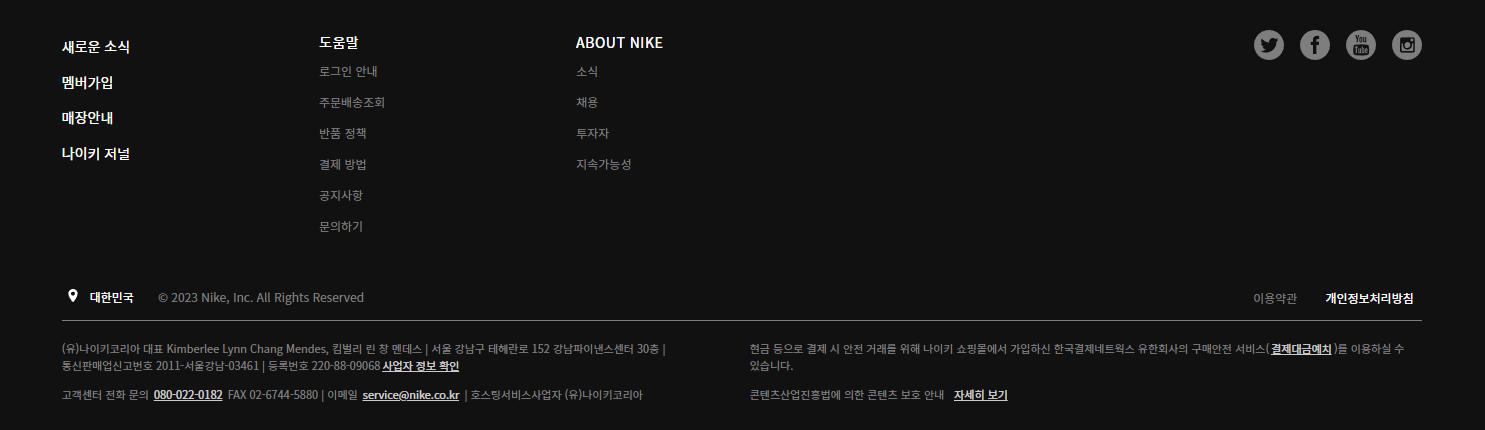 새로운 소식
멤버가입
매장안내
나이키 저널
도움말
로그인 안내
주문배송조회
반품 정책
결제 방법
공지사항
문의하기
ABOUT NIKE
소식
채용
투자자
지속가능성
You
Tube
대한민국 © 2023 Nike, Inc. All Rights Reserved
이용약관 개인정보처리방침
(유)나이키코리아 대표 Kimberlee Lynn Chang Mendes, 킴벌리 린 창 멘데스 | 서울 강남구 테헤란로 152 강남파이낸스센터 30층 |
통신판매업신고번호 2011-서울강남-03461 | 등록번호 220-88-09068 사업자 정보 확인
고객센터 전화 문의 080-022-0182 FAX 02-6744-5880 | 이메일 service@nike.co.kr | 호스팅서비스사업자 (유)나이키코리아
현금 등으로 결제 시 안전 거래를 위해 나이키 쇼핑몰에서 가입하신 한국결제네트웍스 유한회사의 구매안전 서비스(결제대금예치)를 이용하실 수
있습니다.
콘텐츠산업진흥법에 의한 콘텐츠 보호 안내 자세히 보기